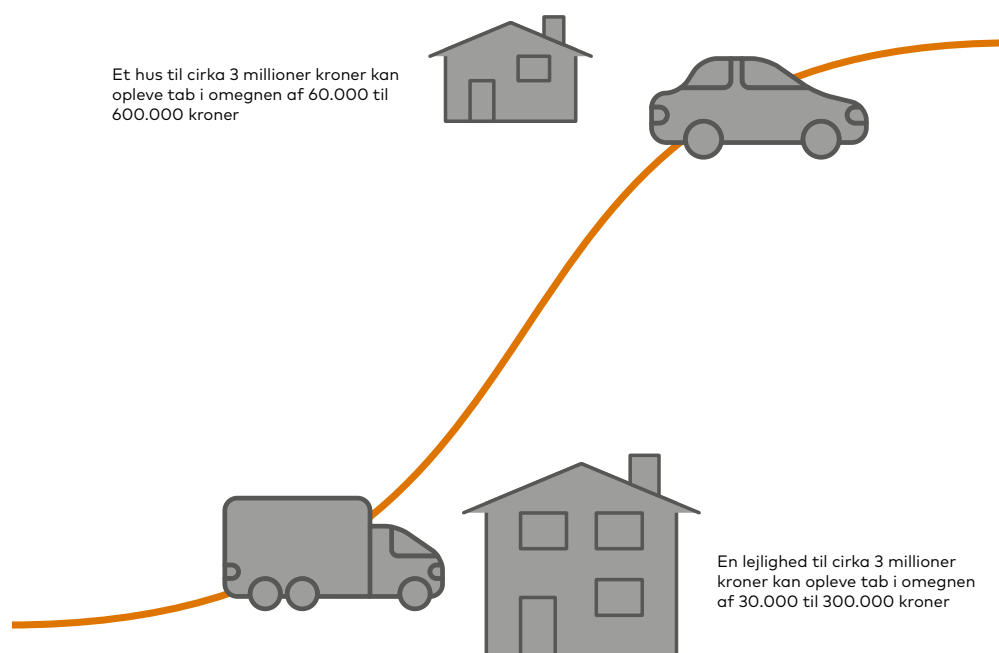 Et hus til cirka 3 millioner kroner kan
opleve tab i omegnen af 60.000 til
600.000 kroner
En lejlighed til cirka 3 millioner
kroner kan opleve tab i omegnen
af 30.000 til 300.000 kroner